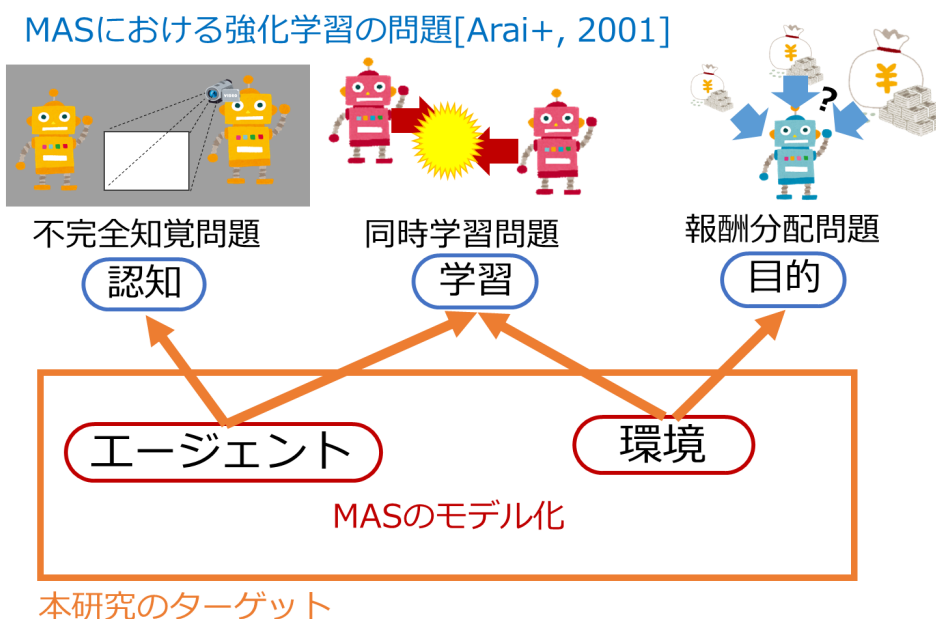 MASにおける強化学習の問題[Arai+, 2001]
¥
¥
¥
?
VIDEO
不完全知覚問題
同時学習問題
報酬分配問題
認知
学習
目的
エージェント
環境
MASのモデル化
本研究のターゲット